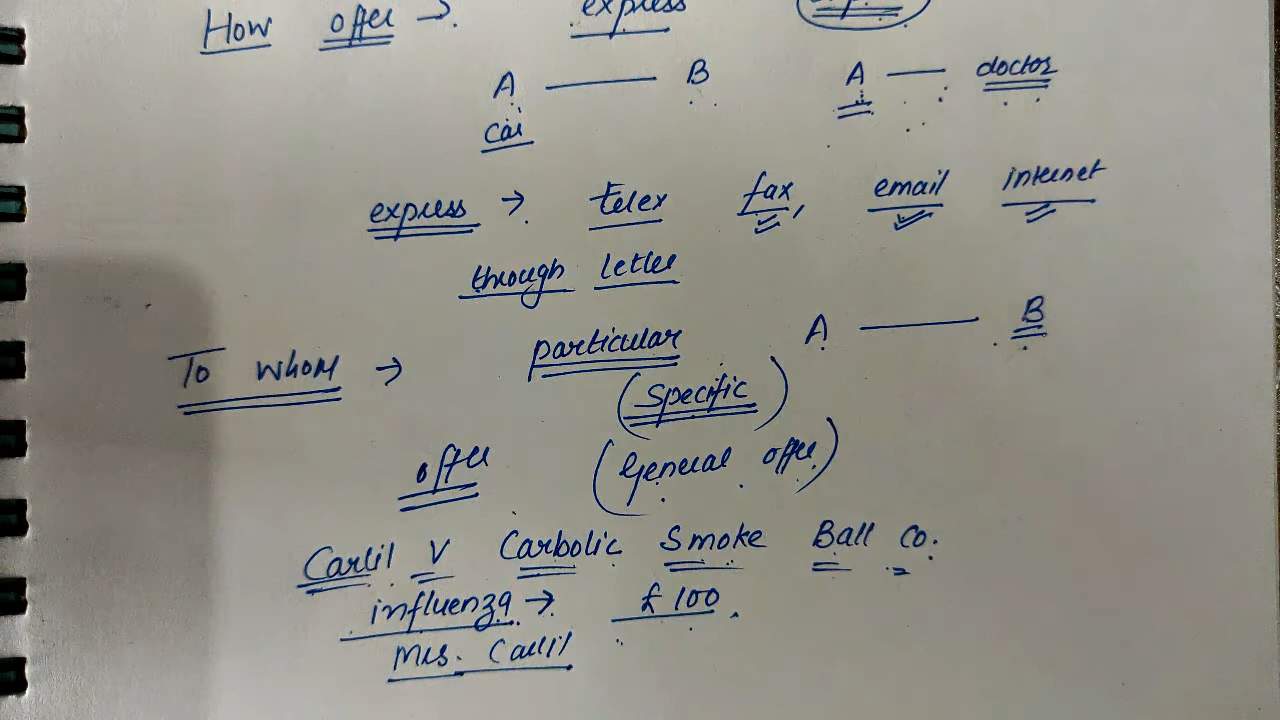 How offer → express
A — B A — doctor
Car
express → telex fax, email internet
through letter
To whom → particular A — B
(Specific)
offer (General offer)
Carlil V Carbolic Smoke Ball Co.
influenza → £100.
Mrs. Carlil